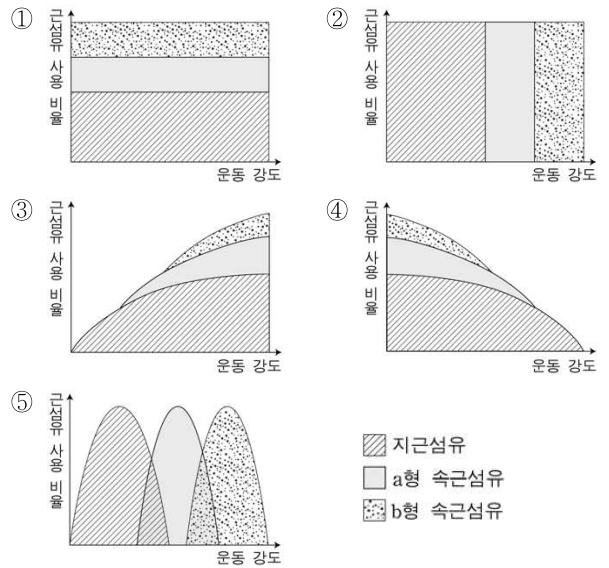 ①
근섬유 사용 비율
운동 강도
②
근섬유 사용 비율
운동 강도
③
근섬유 사용 비율
운동 강도
④
근섬유 사용 비율
운동 강도
⑤
근섬유 사용 비율
운동 강도
지근섬유
a형 속근섬유
b형 속근섬유